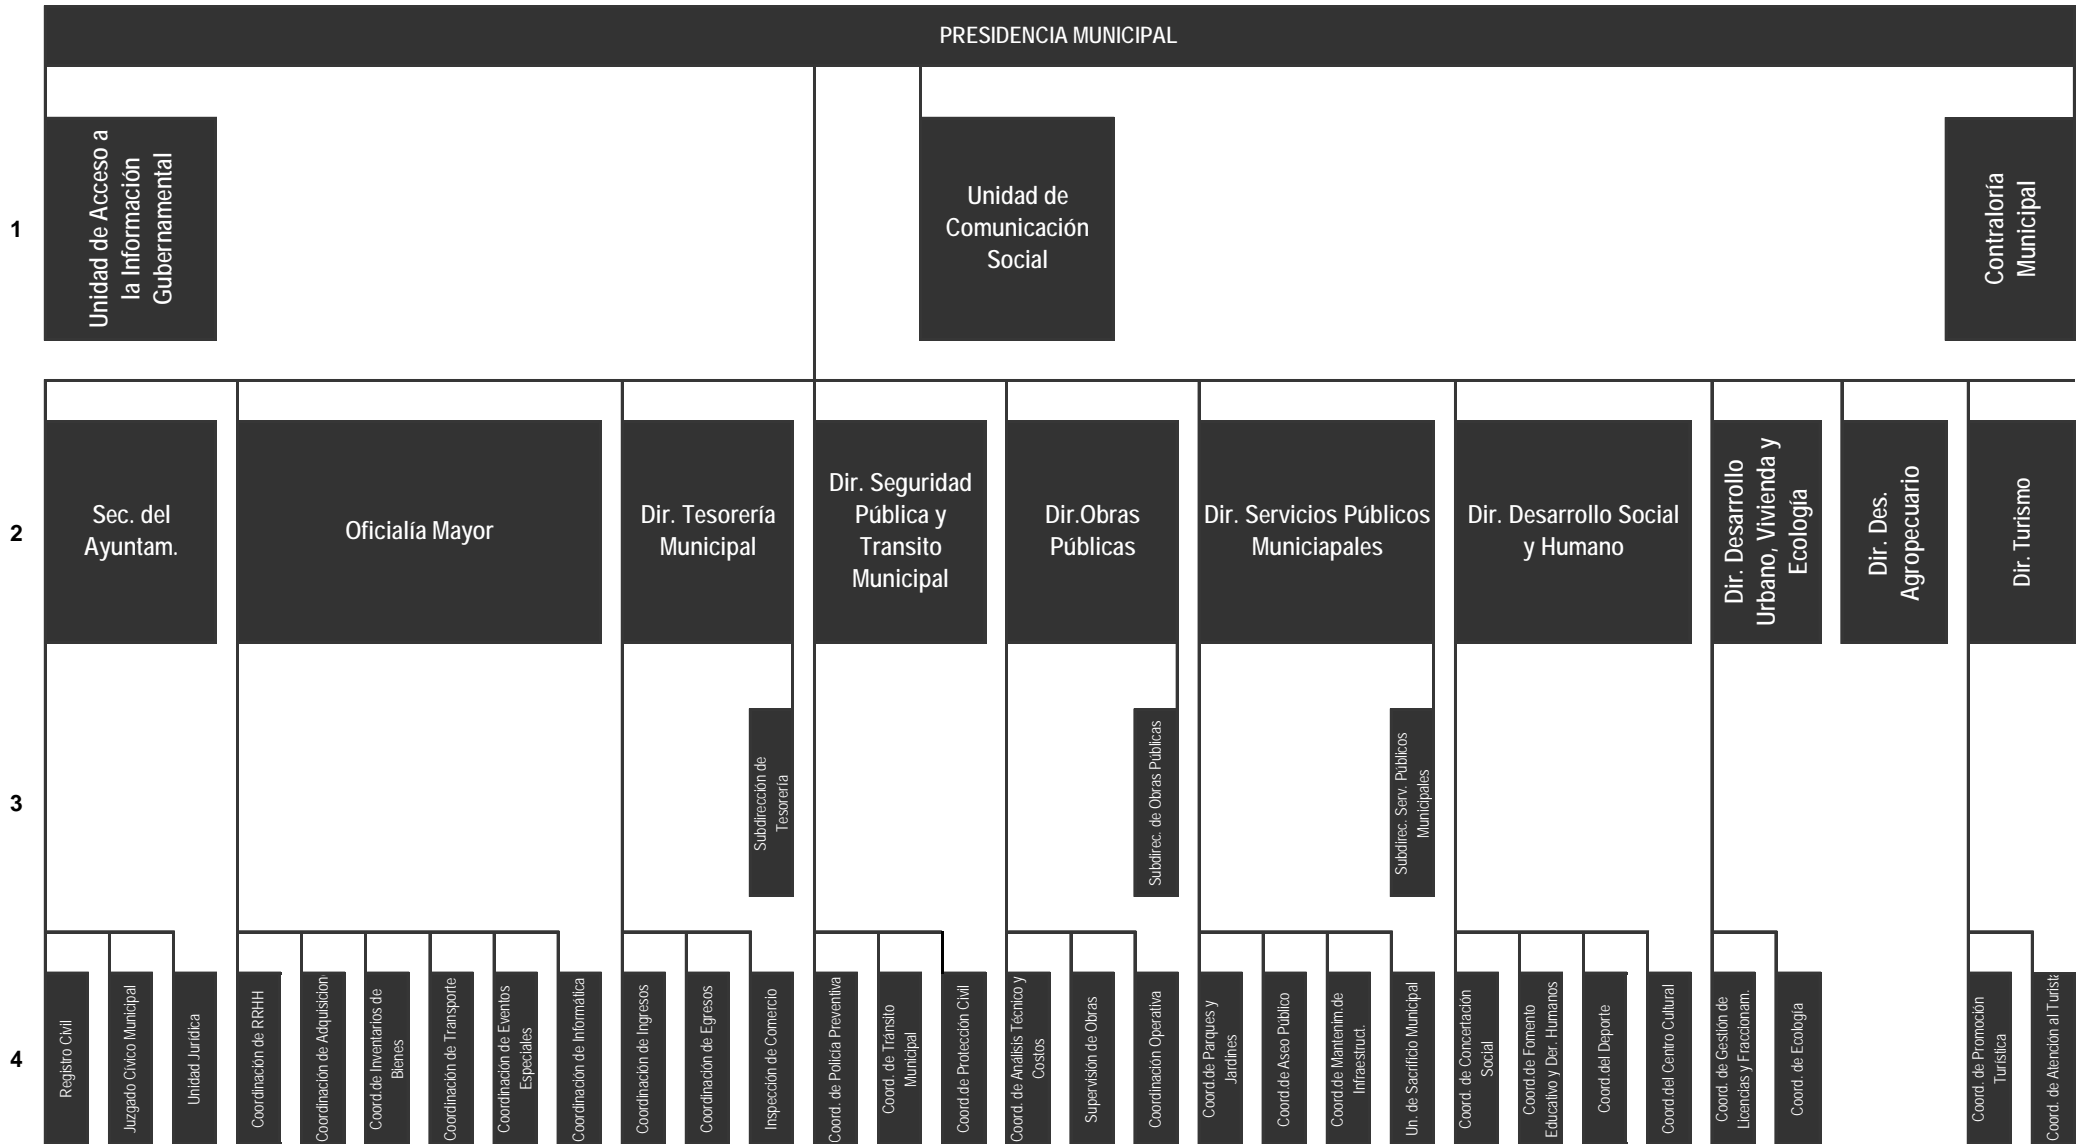 PRESIDENCIA MUNICIPAL
1
Unidad de Acceso a
la Información
Gubernamental
Unidad de
Comunicación
Social
Contraloría
Municipal
2
Sec. del
Ayuntam.
Oficialía Mayor
Dir. Tesorería
Municipal
Dir. Seguridad
Pública y
Transito
Municipal
Dir.Obras
Públicas
Dir. Servicios Públicos
Municiapales
Dir. Desarrollo Social
y Humano
Dir. Desarrollo
Urbano, Vivienda y
Ecología
Dir. Des.
Agropecuario
Dir. Turismo
3
Subdirección de
Tesorería
Subdirec. de Obras Públicas
Subdirec. Serv. Públicos
Municipales
4
Registro Civil
Juzgado Cívico Municipal
Unidad Jurídica
Coordinación de RRHH
Coordinación de Adquisicion
Coord.de Inventarios de
Bienes
Coordinación de Transporte
Coordinación de Eventos
Especiales
Coordinación de Informática
Coordinación de Ingresos
Coordinación de Egresos
Inspección de Comercio
Coord. de Policía Preventiva
Coord. de Tránsito
Municipal
Coord.de Protección Civil
Coord. de Análisis Técnico y
Costos
Supervisión de Obras
Coordinación Operativa
Coord.de Parques y
Jardines
Coord.de Aseo Público
Coord.de Mantenim.de
Infraestruct.
Un. de Sacrificio Municipal
Coord. de Concertación
Social
Coord.de Fomento
Educativo y Der. Humanos
Coord.del Deporte
Coord.del Centro Cultural
Coord. de Gestión de
Licencias y Fraccionam.
Coord. de Ecología
Coord. de Promoción
Turística
Coord. de Atención al Turista